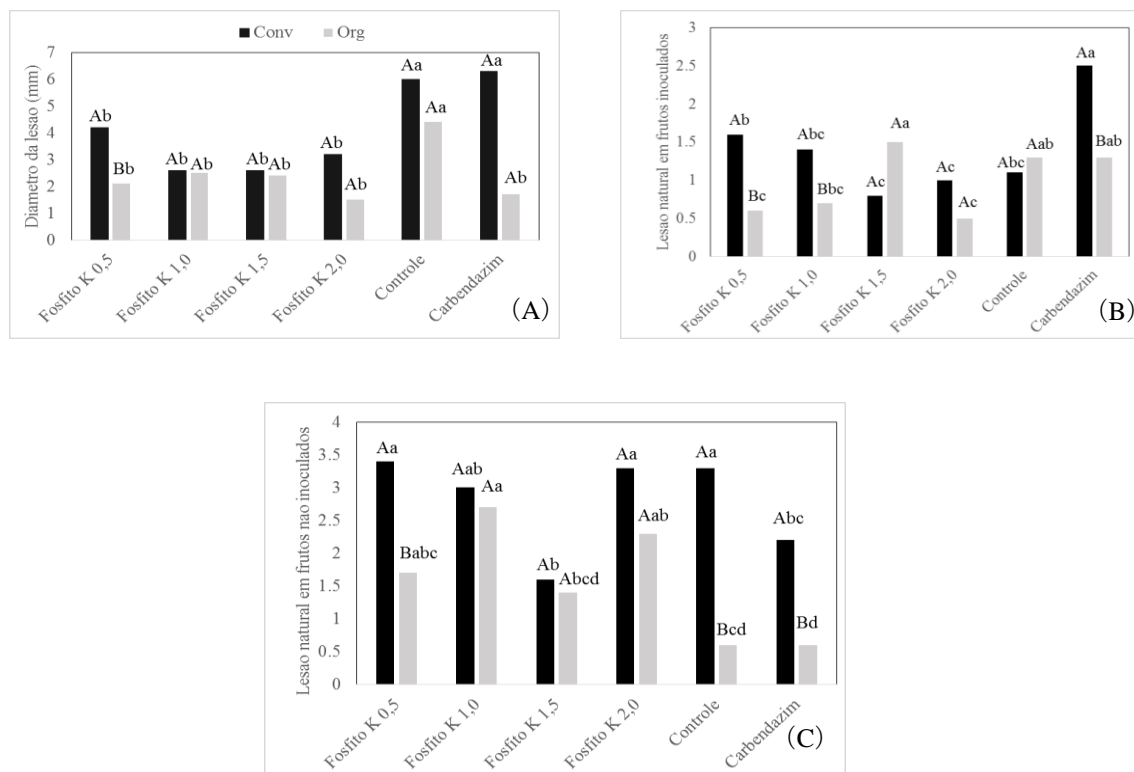 Conv Org
Diametro da lesao (mm)
7
6
5
4
3
2
1
0
Ab
Bb
Ab Ab
Ab Ab
Ab
Ab
Aa
Aa
Aa
Ab
Fosfito K 0,5
Fosfito K 1,0
Fosfito K 1,5
Fosfito K 2,0
Controle
Carbendazim
(A)
Lesao natural em frutos inoculados
3
2.5
2
1.5
1
0.5
0
Ab
Bc
Abc
Bbc
Ac
Aa
Ac
Ac
Abc
Aab
Aa
Bab
Fosfito K 0,5
Fosfito K 1,0
Fosfito K 1,5
Fosfito K 2,0
Controle
Carbendazim
(B)
Lesao natural em frutos nao inoculados
4
3.5
3
2.5
2
1.5
1
0.5
0
Aa
Babc
Aab
Aa
Ab
Abcd
Aa
Aab
Aa
Bcd
Abc
Bd
Fosfito K 0,5
Fosfito K 1,0
Fosfito K 1,5
Fosfito K 2,0
Controle
Carbendazim
(C)